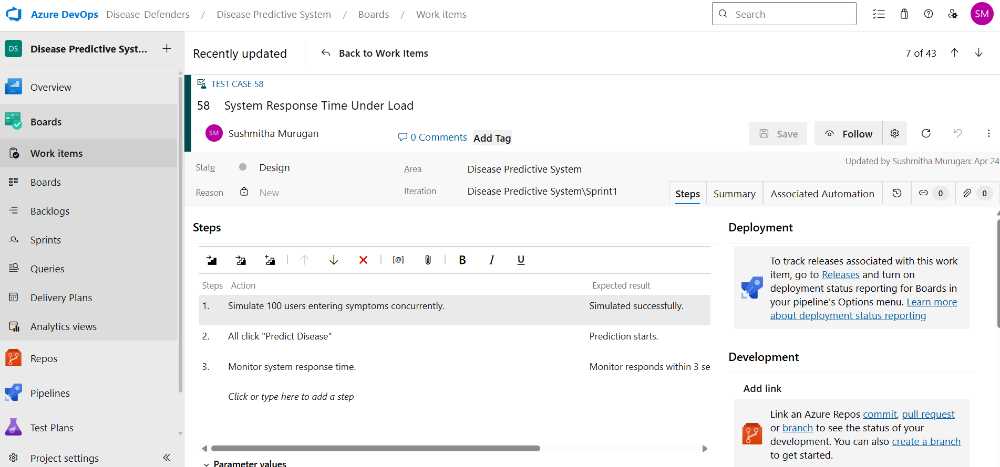 Azure DevOps Disease-Defenders / Disease Predictive System / Boards / Work items
Search
SM
DS Disease Predictive Syst... +
Overview
Boards
Work items
Boards
Backlogs
Sprints
Queries
Delivery Plans
Analytics views
Repos
Pipelines
Test Plans
Project settings
Recently updated
Back to Work Items
7 of 43
TEST CASE 58
58 System Response Time Under Load
SM Sushmitha Murugan
0 Comments
Add Tag
Save
Follow
State Design
Reason New
Area Disease Predictive System
Iteration Disease Predictive System\Sprint1
Updated by Sushmitha Murugan: Apr 24
Steps Summary Associated Automation 0 0
Steps
[@] B I U
Steps Action Expected result
1. Simulate 100 users entering symptoms concurrently. Simulated successfully.
2. All click "Predict Disease" Prediction starts.
3. Monitor system response time. Monitor responds within 3 se
Click or type here to add a step
Parameter values
Deployment
To track releases associated with this work
item, go to Releases and turn on
deployment status reporting for Boards in
your pipeline's Options menu. Learn more
about deployment status reporting
Development
Add link
Link an Azure Repos commit, pull request
or branch to see the status of your
development. You can also create a branch
to get started.